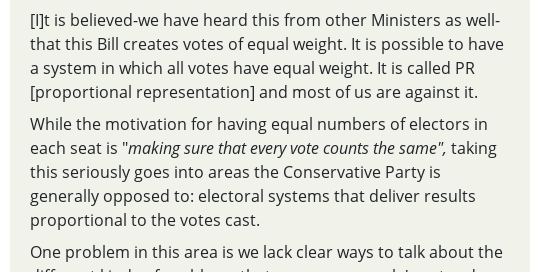 [I]t is believed-we have heard this from other Ministers as well-
that this Bill creates votes of equal weight. It is possible to have
a system in which all votes have equal weight. It is called PR
[proportional representation] and most of us are against it.
While the motivation for having equal numbers of electors in
each seat is "making sure that every vote counts the same", taking
this seriously goes into areas the Conservative Party is
generally opposed to: electoral systems that deliver results
proportional to the votes cast.
One problem in this area is we lack clear ways to talk about the